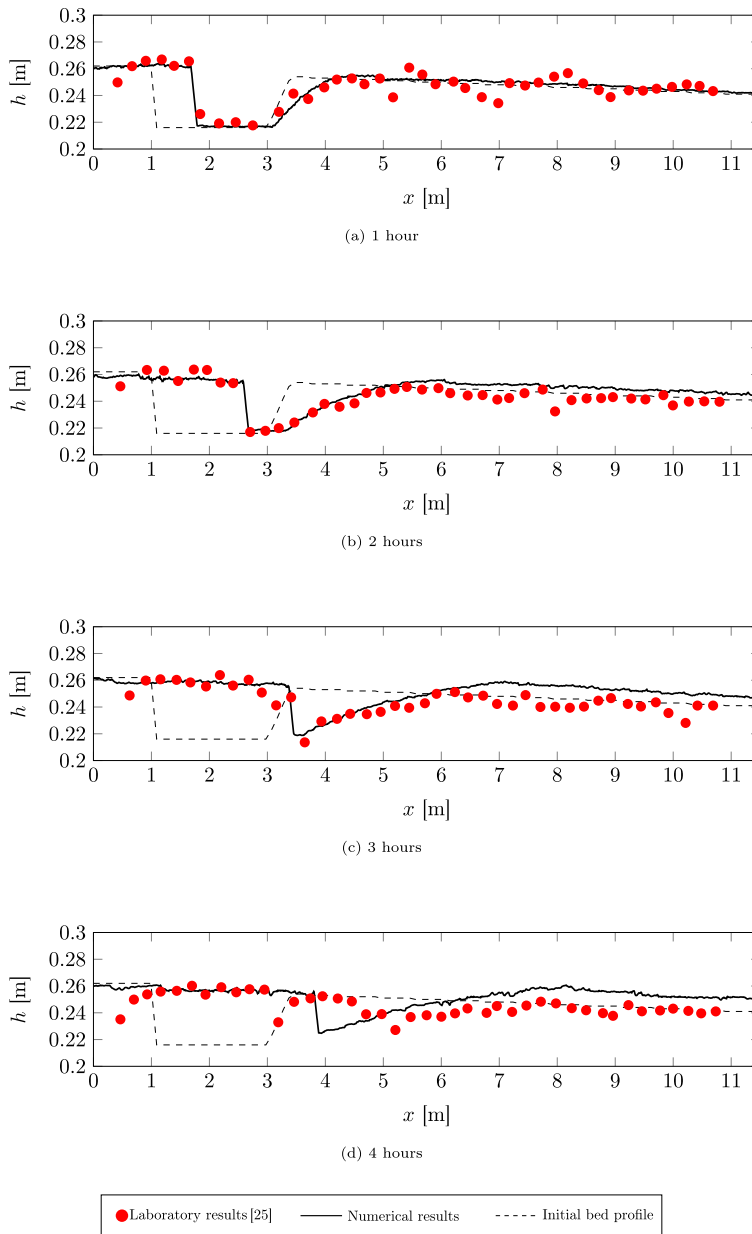 0.3
0.28
0.26
0.24
0.22
0.2
h [m]
0 1 2 3 4 5 6 7 8 9 10 11
x [m]
(a) 1 hour
0.3
0.28
0.26
0.24
0.22
0.2
h [m]
0 1 2 3 4 5 6 7 8 9 10 11
x [m]
(b) 2 hours
0.3
0.28
0.26
0.24
0.22
0.2
h [m]
0 1 2 3 4 5 6 7 8 9 10 11
x [m]
(c) 3 hours
0.3
0.28
0.26
0.24
0.22
0.2
h [m]
0 1 2 3 4 5 6 7 8 9 10 11
x [m]
(d) 4 hours
Laboratory results [25] Numerical results Initial bed profile